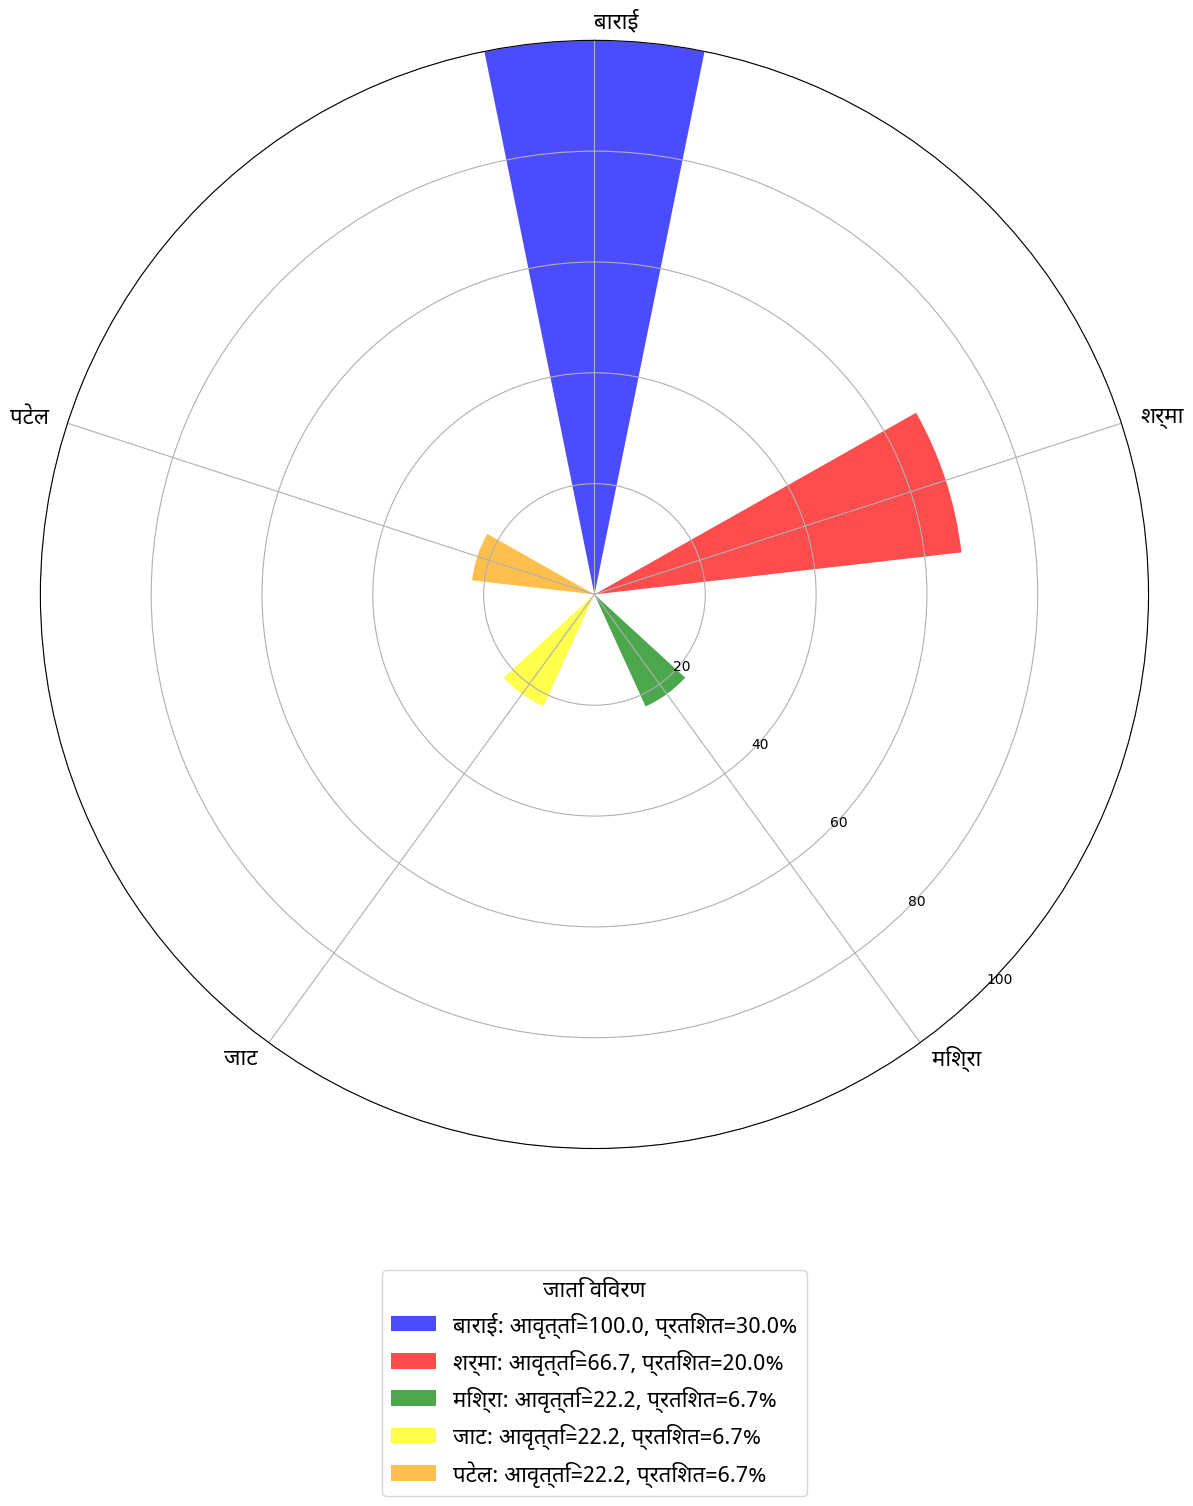 बाराई
पटेल
शर्मा
20
40
60
80
100
जाट
मिश्रा
जाति विवरण
बाराई: आवृत्ति=100.0, प्रतिशत=30.0%
शर्मा: आवृत्ति=66.7, प्रतिशत=20.0%
मिश्रा: आवृत्ति=22.2, प्रतिशत=6.7%
जाट: आवृत्ति=22.2, प्रतिशत=6.7%
पटेल: आवृत्ति=22.2, प्रतिशत=6.7%